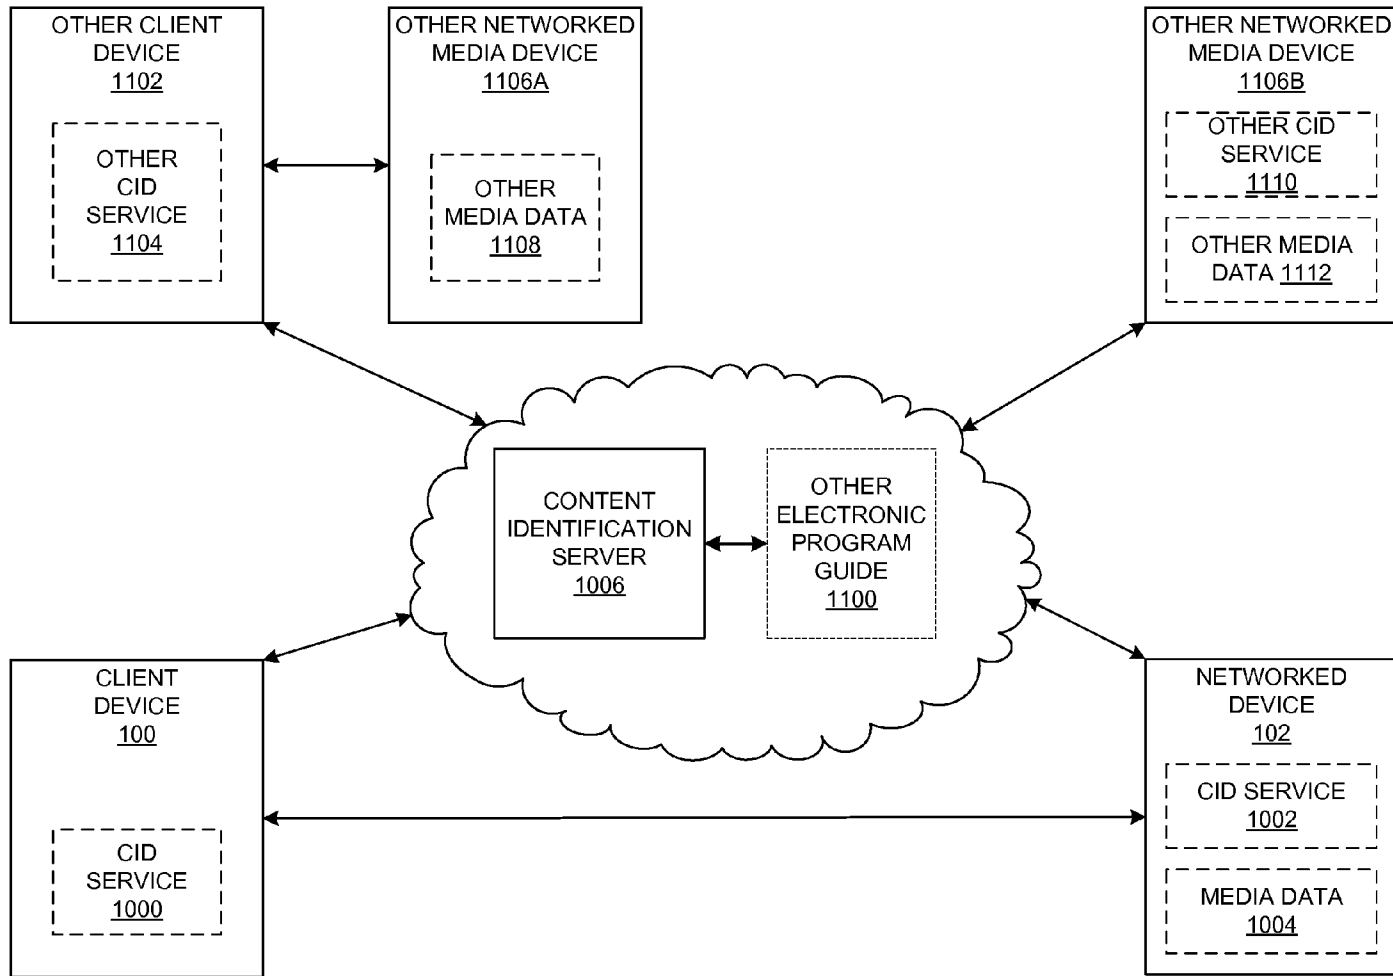 OTHER CLIENT
DEVICE
1102
OTHER
CID
SERVICE
1104
OTHER NETWORKED
MEDIA DEVICE
1106A
OTHER
MEDIA DATA
1108
OTHER NETWORKED
MEDIA DEVICE
1106B
OTHER CID
SERVICE
1110
OTHER MEDIA
DATA 1112
CONTENT
IDENTIFICATION
SERVER
1006
OTHER
ELECTRONIC
PROGRAM
GUIDE
1100
CLIENT
DEVICE
100
CID
SERVICE
1000
NETWORKED
DEVICE
102
CID SERVICE
1002
MEDIA DATA
1004